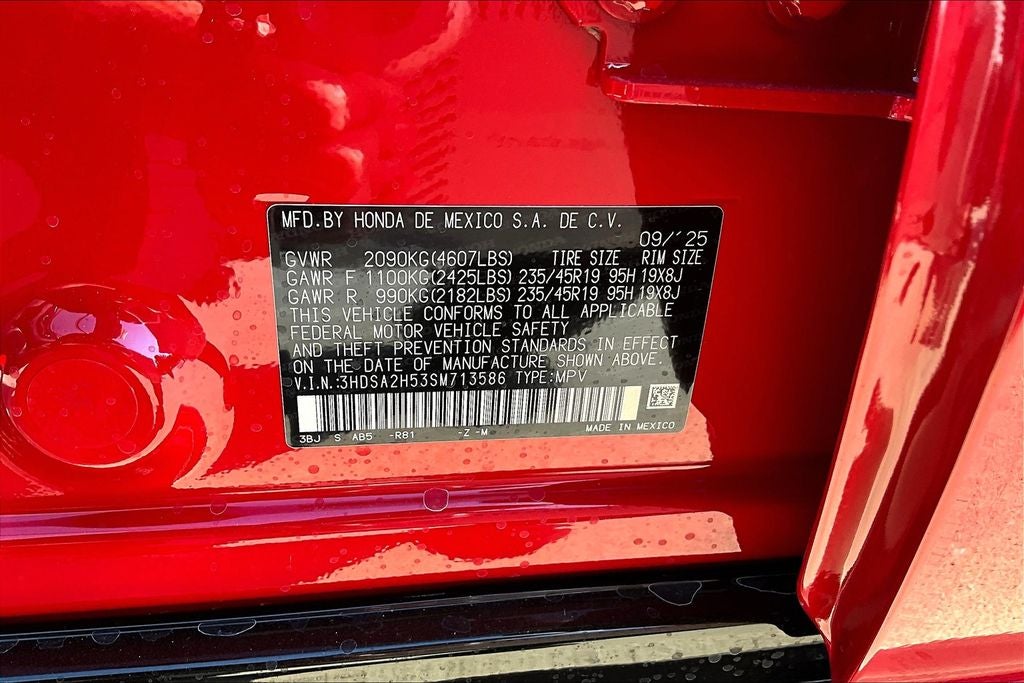 MFD.BY HONDA DE MEXICO S.A. DE C.V.
09/´25
GVWR 2090KG(4607LBS) TIRE SIZE RIM SIZE
GAWR F 1100KG(2425LBS) 235/45R19 95H 19X8J
GAWR R 990KG(2182LBS) 235/45R19 95H 19X8J
THIS VEHICLE CONFORMS TO ALL APPLICABLE
FEDERAL MOTOR VEHICLE SAFETY
AND THEFT PREVENTION STANDARDS IN EFFECT
ON THE DATE OF MANUFACTURE SHOWN ABOVE.
V.I.N.:3HDSA2H53SM713586 TYPE:MPV
3BJ S AB5 -R81 -Z -M MADE IN MEXICO